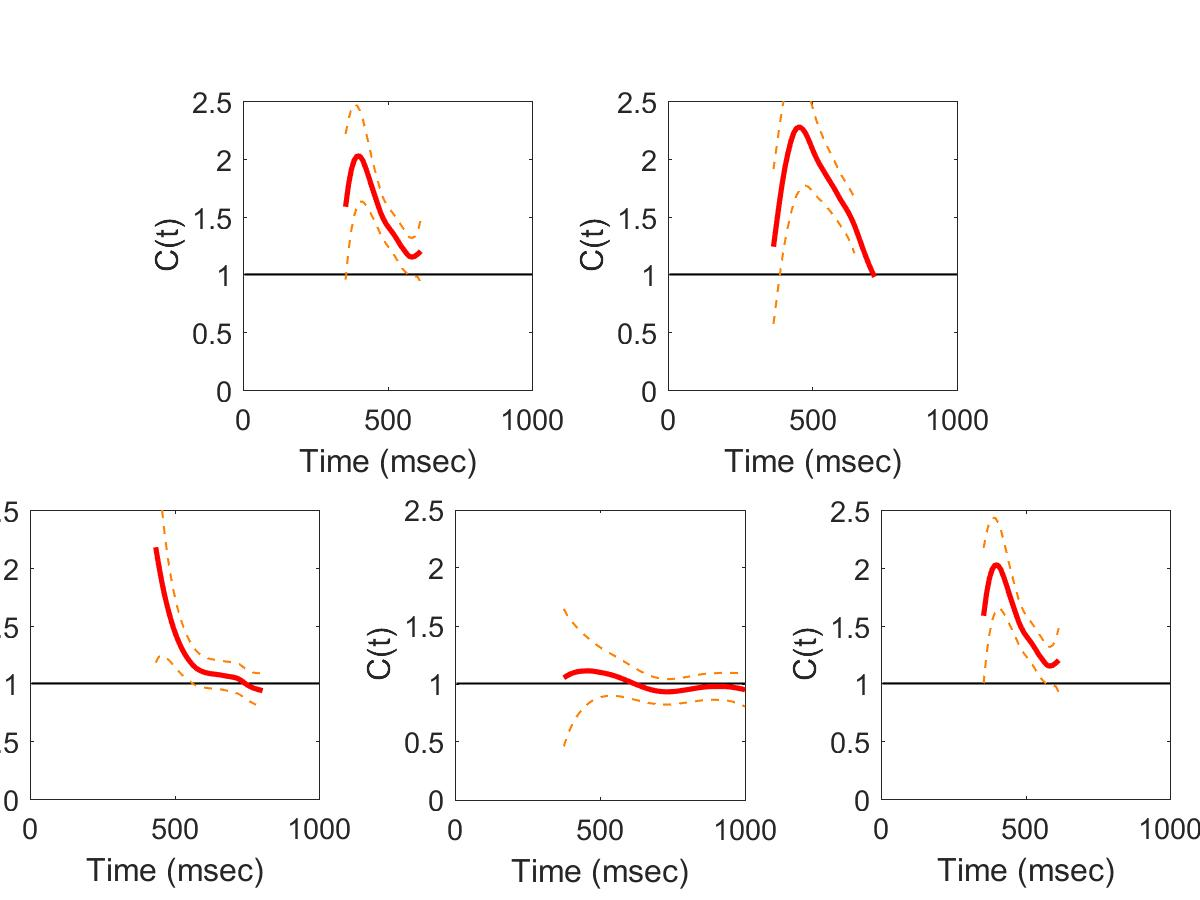 2.5 2.5
2 2
C(t) 1.5 C(t) 1.5
1 1
0.5 0.5
0 0
0 500 1000 0 500 1000
Time (msec) Time (msec)
.5 2.5 2.5
2 2 2
.5 C(t) 1.5 C(t) 1.5
1 1 1
.5 0.5 0.5
0 0 0
0 500 1000 0 500 1000 0 500 1000
Time (msec) Time (msec) Time (msec)